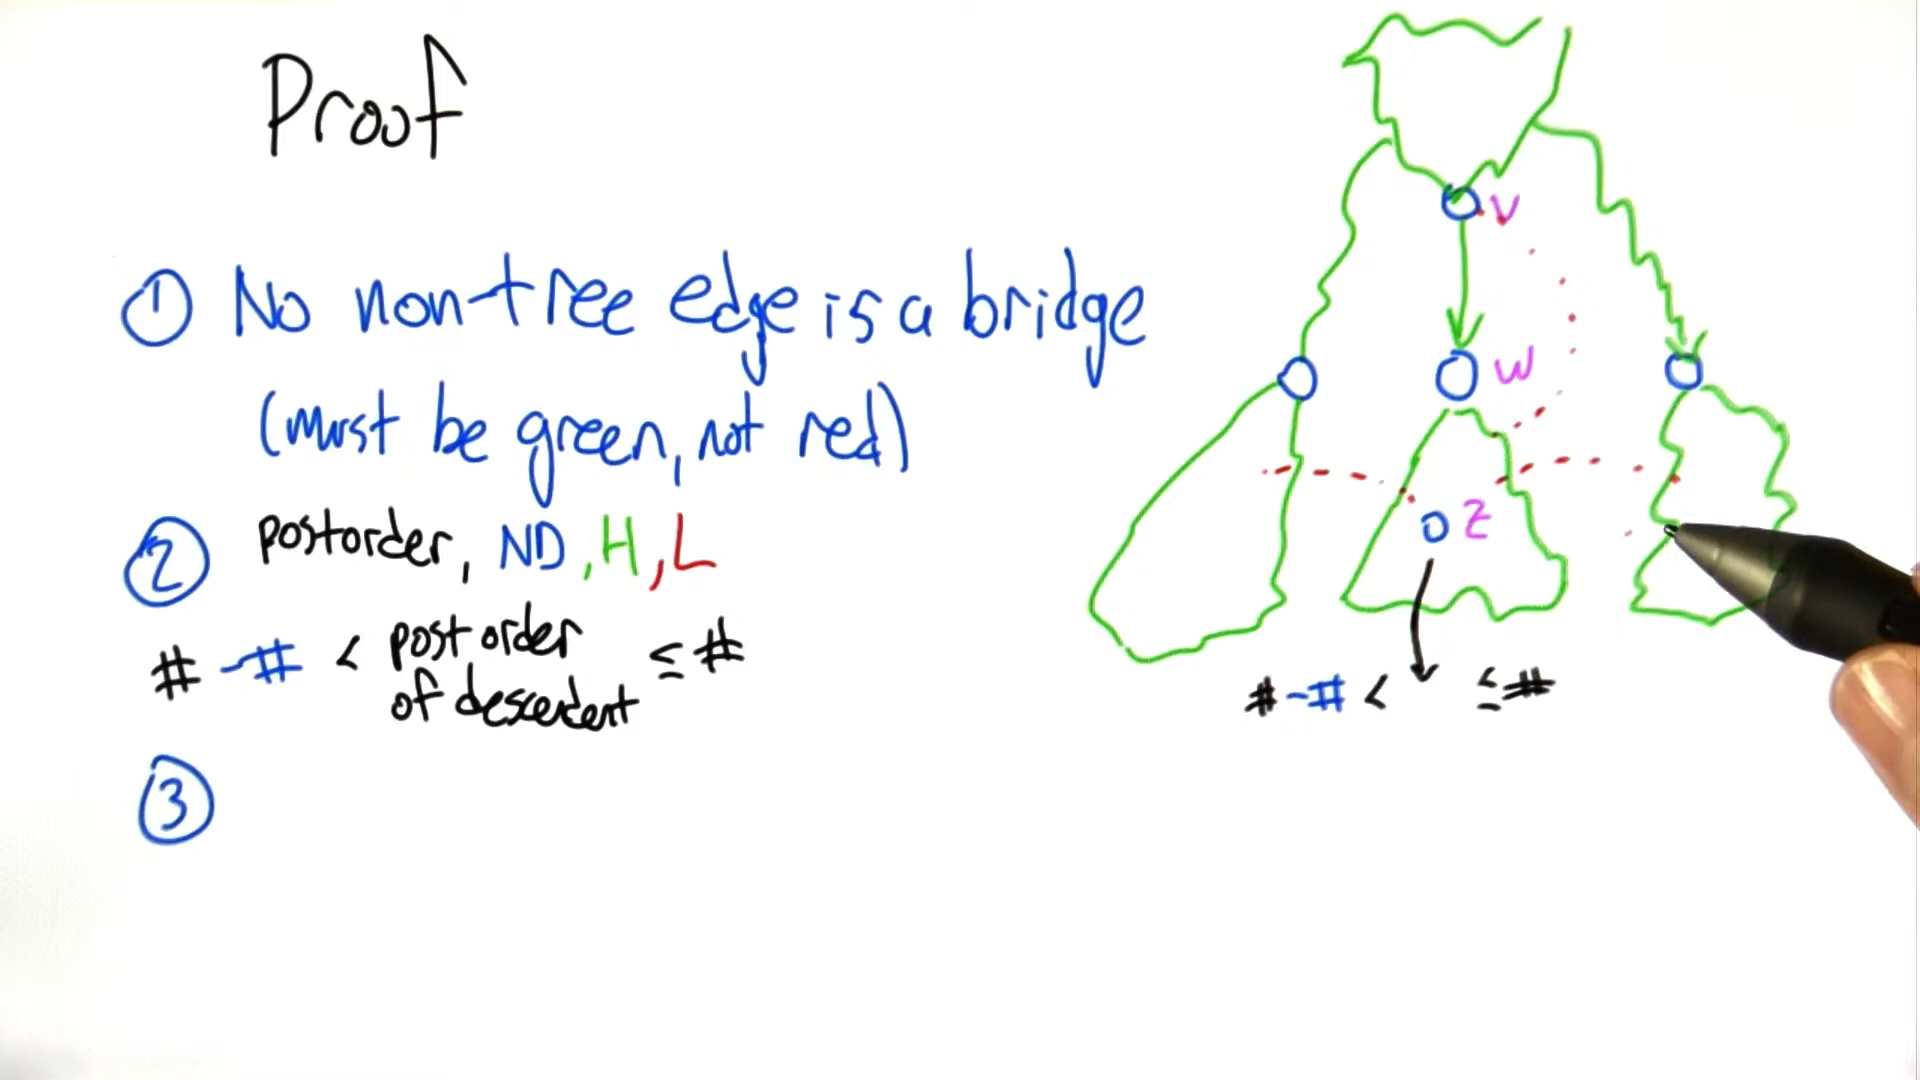 Proof
① No non-tree edge is a bridge
(must be green, not red)
② postorder, ND, H, L
# -# < post order of descendent ≤ #
③
V
W
Z
# -# < ≤ #